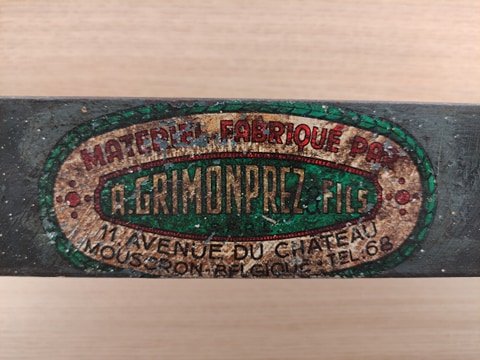 MATERIEL FABRIQUÉ PAR
A. GRIMONPREZ & FILS
11 AVENUE DU CHATEAU
MOUSCRON-BELGIQUE-TEL:68